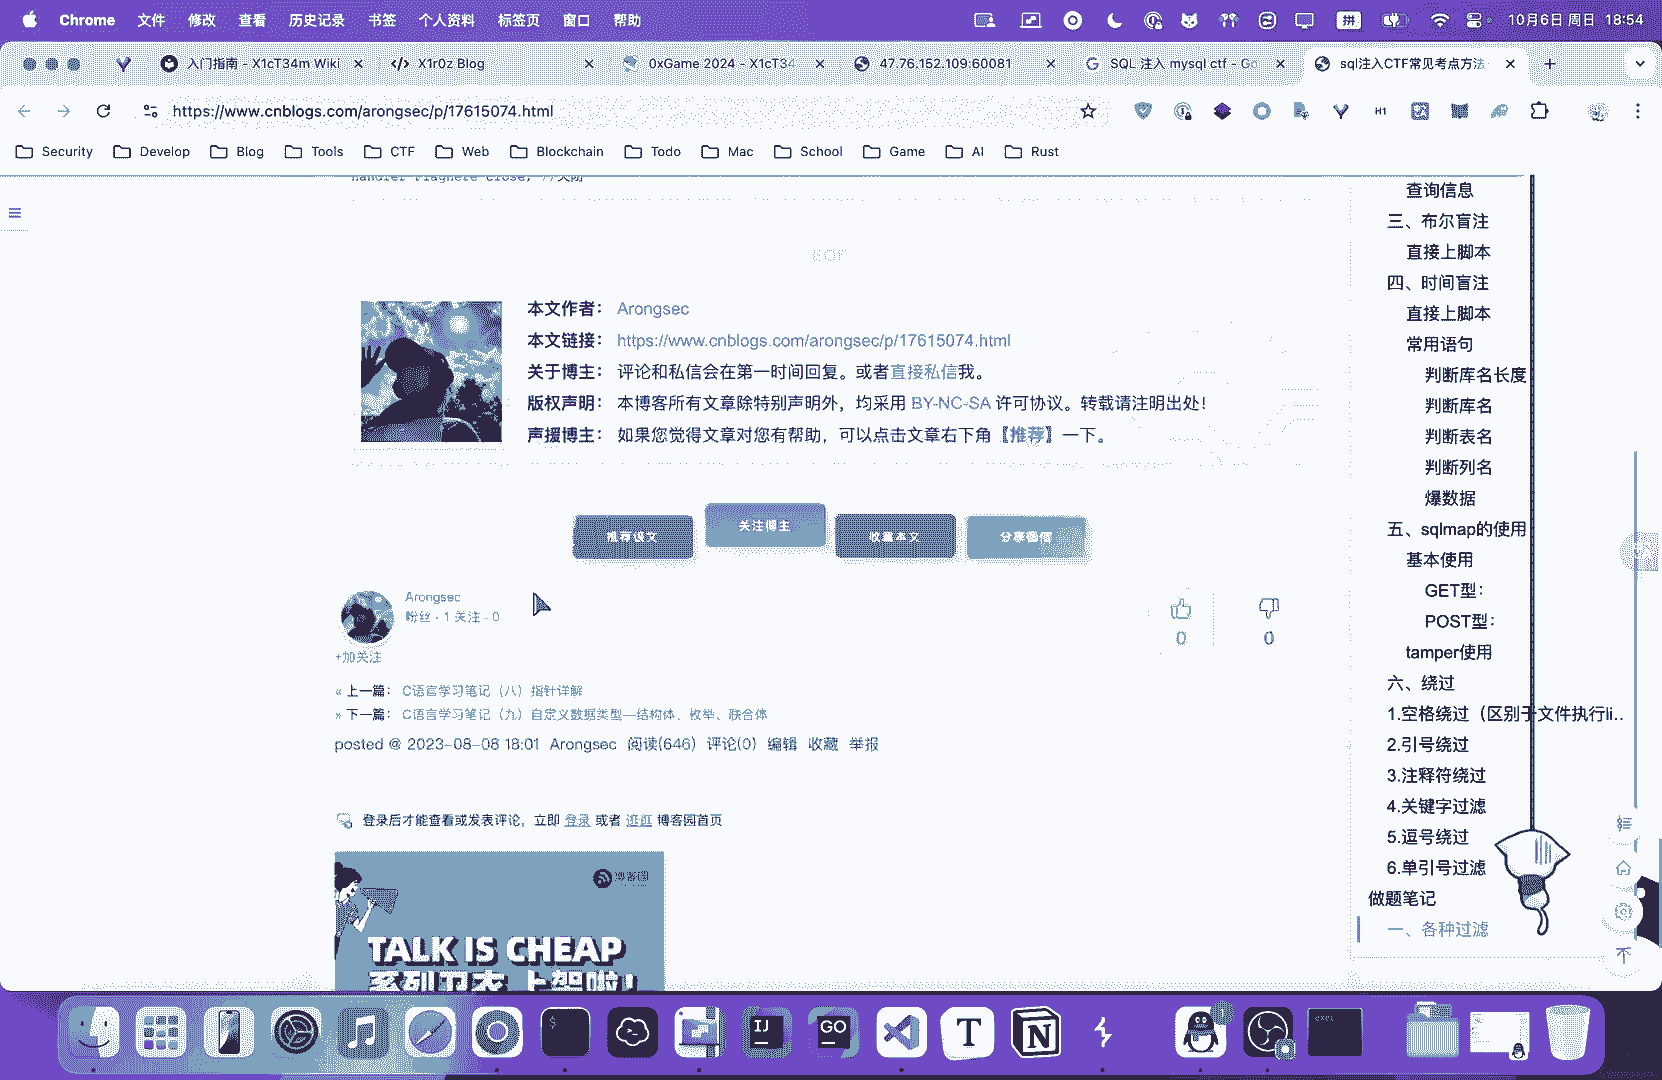 Chrome 文件 修改 查看 历史记录 书签 个人资料 标签页 窗口 帮助
拼 10月6日 周日 18:54
入门指南 - X1cT34m Wiki
X1r0z Blog
0xGame 2024 - X1cT34
47.76.152.109:60081
SQL 注入 mysql ctf - Go
sql注入CTF常见考点方法
https://www.cnblogs.com/arongsec/p/17615074.html
H1
Security Develop Blog Tools CTF Web Blockchain Todo Mac School Game AI Rust
EOF
本文作者： Arongsec
本文链接： https://www.cnblogs.com/arongsec/p/17615074.html
关于博主： 评论和私信会在第一时间回复。或者直接私信我。
版权声明： 本博客所有文章除特别声明外，均采用 BY-NC-SA 许可协议。转载请注明出处！
声援博主： 如果您觉得文章对您有帮助，可以点击文章右下角【推荐】一下。
推荐该文 关注博主 收藏本文 分享微信
Arongsec
粉丝 - 1 关注 - 0
+加关注
0 0
« 上一篇： C语言学习笔记（八）指针详解
» 下一篇： C语言学习笔记（九）自定义数据类型—结构体、枚举、联合体
posted @ 2023-08-08 18:01 Arongsec 阅读(646) 评论(0) 编辑 收藏 举报
登录后才能查看或发表评论，立即 登录 或者 逛逛 博客园首页
博客园
TALK IS CHEAP
系列卫衣 上架啦！
查询信息
三、布尔盲注
直接上脚本
四、时间盲注
直接上脚本
常用语句
判断库名长度
判断库名
判断表名
判断列名
爆数据
五、sqlmap的使用
基本使用
GET型：
POST型：
tamper使用
六、绕过
1.空格绕过（区别于文件执行li..
2.引号绕过
3.注释符绕过
4.关键字过滤
5.逗号绕过
6.单引号过滤
做题笔记
一、各种过滤
$ IJ GO T N exec